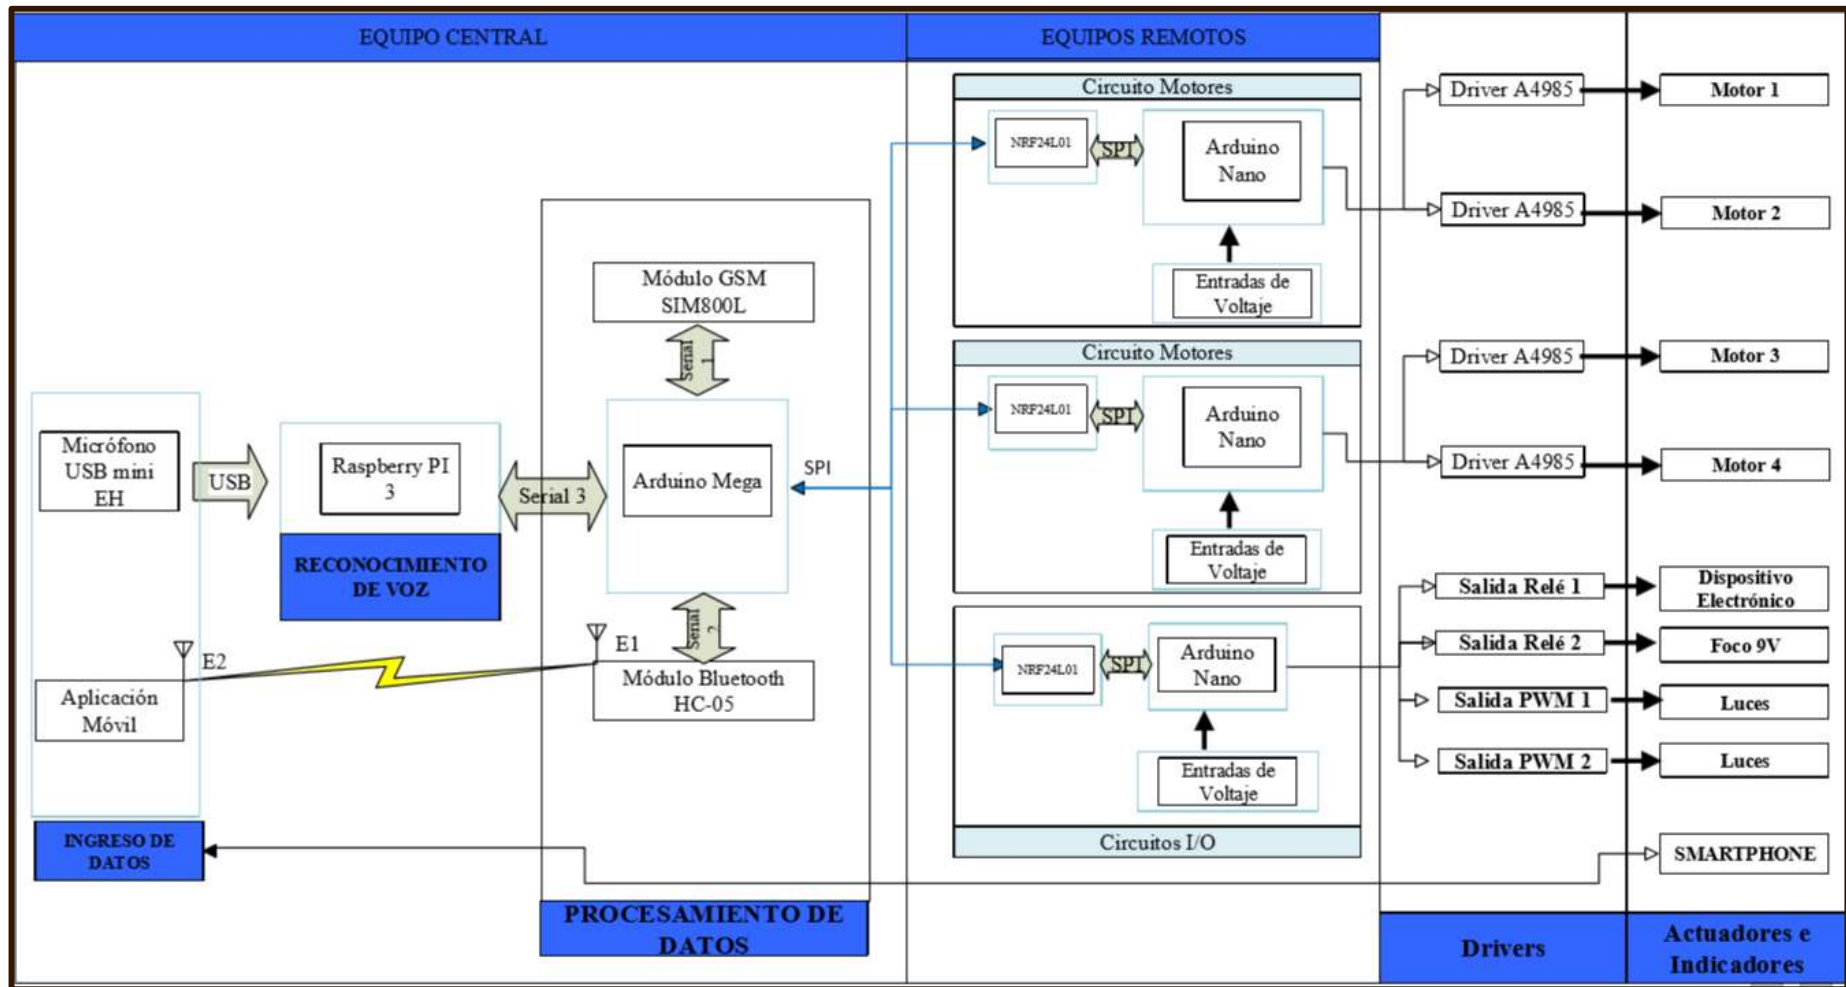 EQUIPO CENTRAL
EQUIPOS REMOTOS
Micrófono
USB mini
EH
USB
Raspberry PI
3
RECONOCIMIENTO
DE VOZ
Serial 3
Módulo GSM
SIM800L
Serial
1
Arduino Mega
SPI
Serial
2
E1
Módulo Bluetooth
HC-05
E2
Aplicación
Móvil
INGRESO DE
DATOS
PROCESAMIENTO DE
DATOS
Circuito Motores
NRF24L01
SPI
Arduino
Nano
Entradas de
Voltaje
Circuito Motores
NRF24L01
SPI
Arduino
Nano
Entradas de
Voltaje
NRF24L01
SPI
Arduino
Nano
Entradas de
Voltaje
Circuitos I/O
Driver A4985
Driver A4985
Driver A4985
Driver A4985
Salida Relé 1
Salida Relé 2
Salida PWM 1
Salida PWM 2
Drivers
Motor 1
Motor 2
Motor 3
Motor 4
Dispositivo
Electrónico
Foco 9V
Luces
Luces
SMARTPHONE
Actuadores e
Indicadores